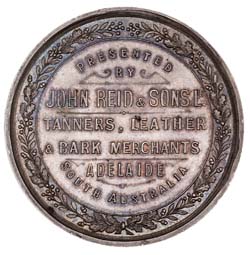 PRESENTED
BY
JOHN REID & SONS LD
TANNERS, LEATHER
& BARK MERCHANTS
ADELAIDE
SOUTH AUSTRALIA